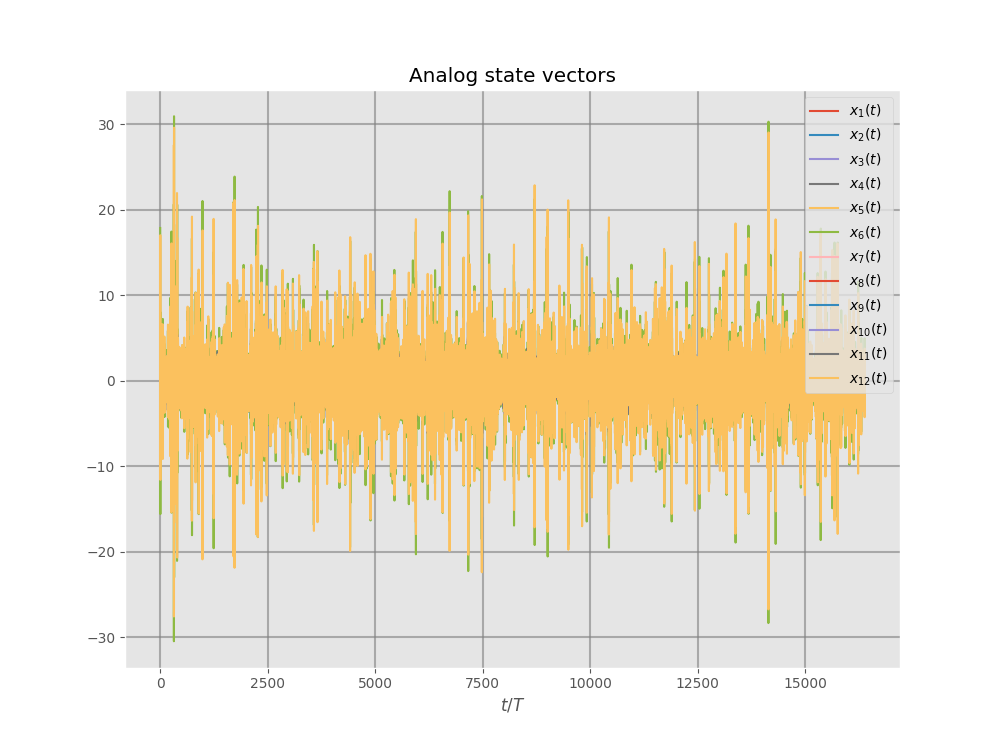 Analog state vectors
30
20
10
0
−10
−20
−30
0 2500 5000 7500 10000 12500 15000
t/T
x₁(t)
x₂(t)
x₃(t)
x₄(t)
x₅(t)
x₆(t)
x₇(t)
x₈(t)
x₉(t)
x₁₀(t)
x₁₁(t)
x₁₂(t)